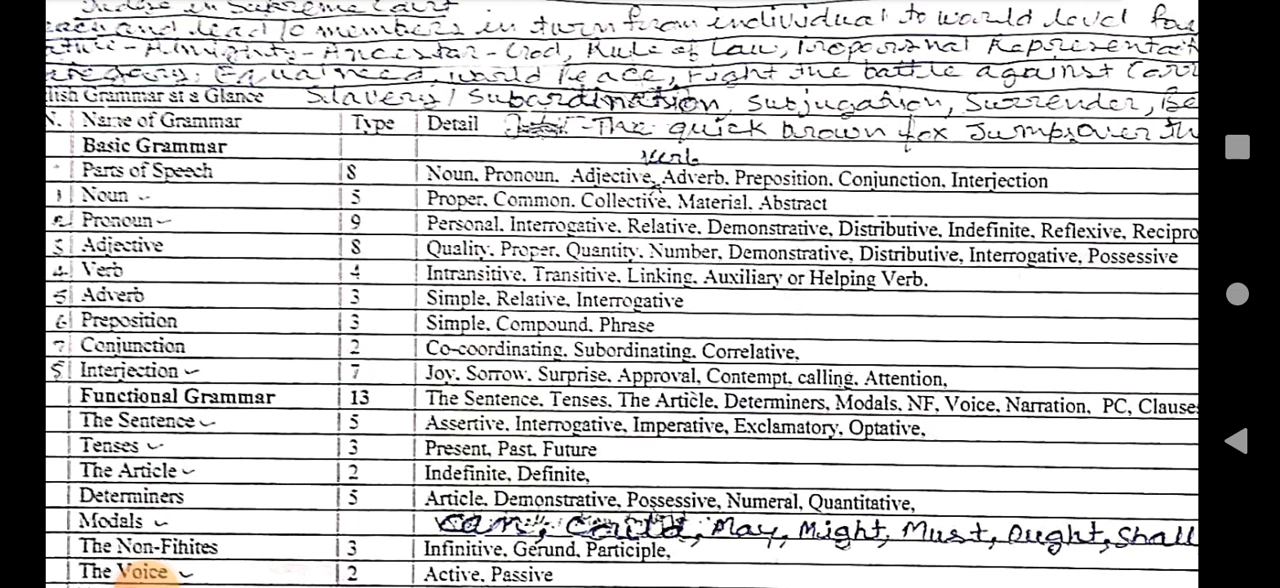 Supreme Court
and lead to members in turn from individual to world level for
Almighty - Ancestor - God, Rule of Law, Proporsnal Representat
Equal need, world Peace, Fight the battle against Corr
lish Grammar at a Glance Slavery/Subordination, Subjugation, Surrender, Be
N. Name of Grammar Type Detail - The quick brown fox Jumps over th
Basic Grammar
verb
Parts of Speech 8 Noun, Pronoun, Adjective, Adverb, Preposition, Conjunction, Interjection
1 Noun 5 Proper, Common, Collective, Material, Abstract
2 Pronoun 9 Personal, Interrogative, Relative, Demonstrative, Distributive, Indefinite, Reflexive, Recipro
3 Adjective 8 Quality, Proper, Quantity, Number, Demonstrative, Distributive, Interrogative, Possessive
4 Verb 4 Intransitive, Transitive, Linking, Auxiliary or Helping Verb.
5 Adverb 3 Simple, Relative, Interrogative
6 Preposition 3 Simple, Compound, Phrase
7 Conjunction 2 Co-coordinating, Subordinating, Correlative,
Interjection 7 Joy, Sorrow, Surprise, Approval, Contempt, calling, Attention,
Functional Grammar 13 The Sentence, Tenses, The Article, Determiners, Modals, NF, Voice, Narration, PC, Clause
The Sentence 5 Assertive, Interrogative, Imperative, Exclamatory, Optative,
Tenses 3 Present, Past, Future
The Article 2 Indefinite, Definite,
Determiners 5 Article, Demonstrative, Possessive, Numeral, Quantitative,
Modals can, Could, May, Might, Must, Ought, Shall
The Non-Fihites 3 Infinitive, Gerund, Participle,
The Voice 2 Active, Passive